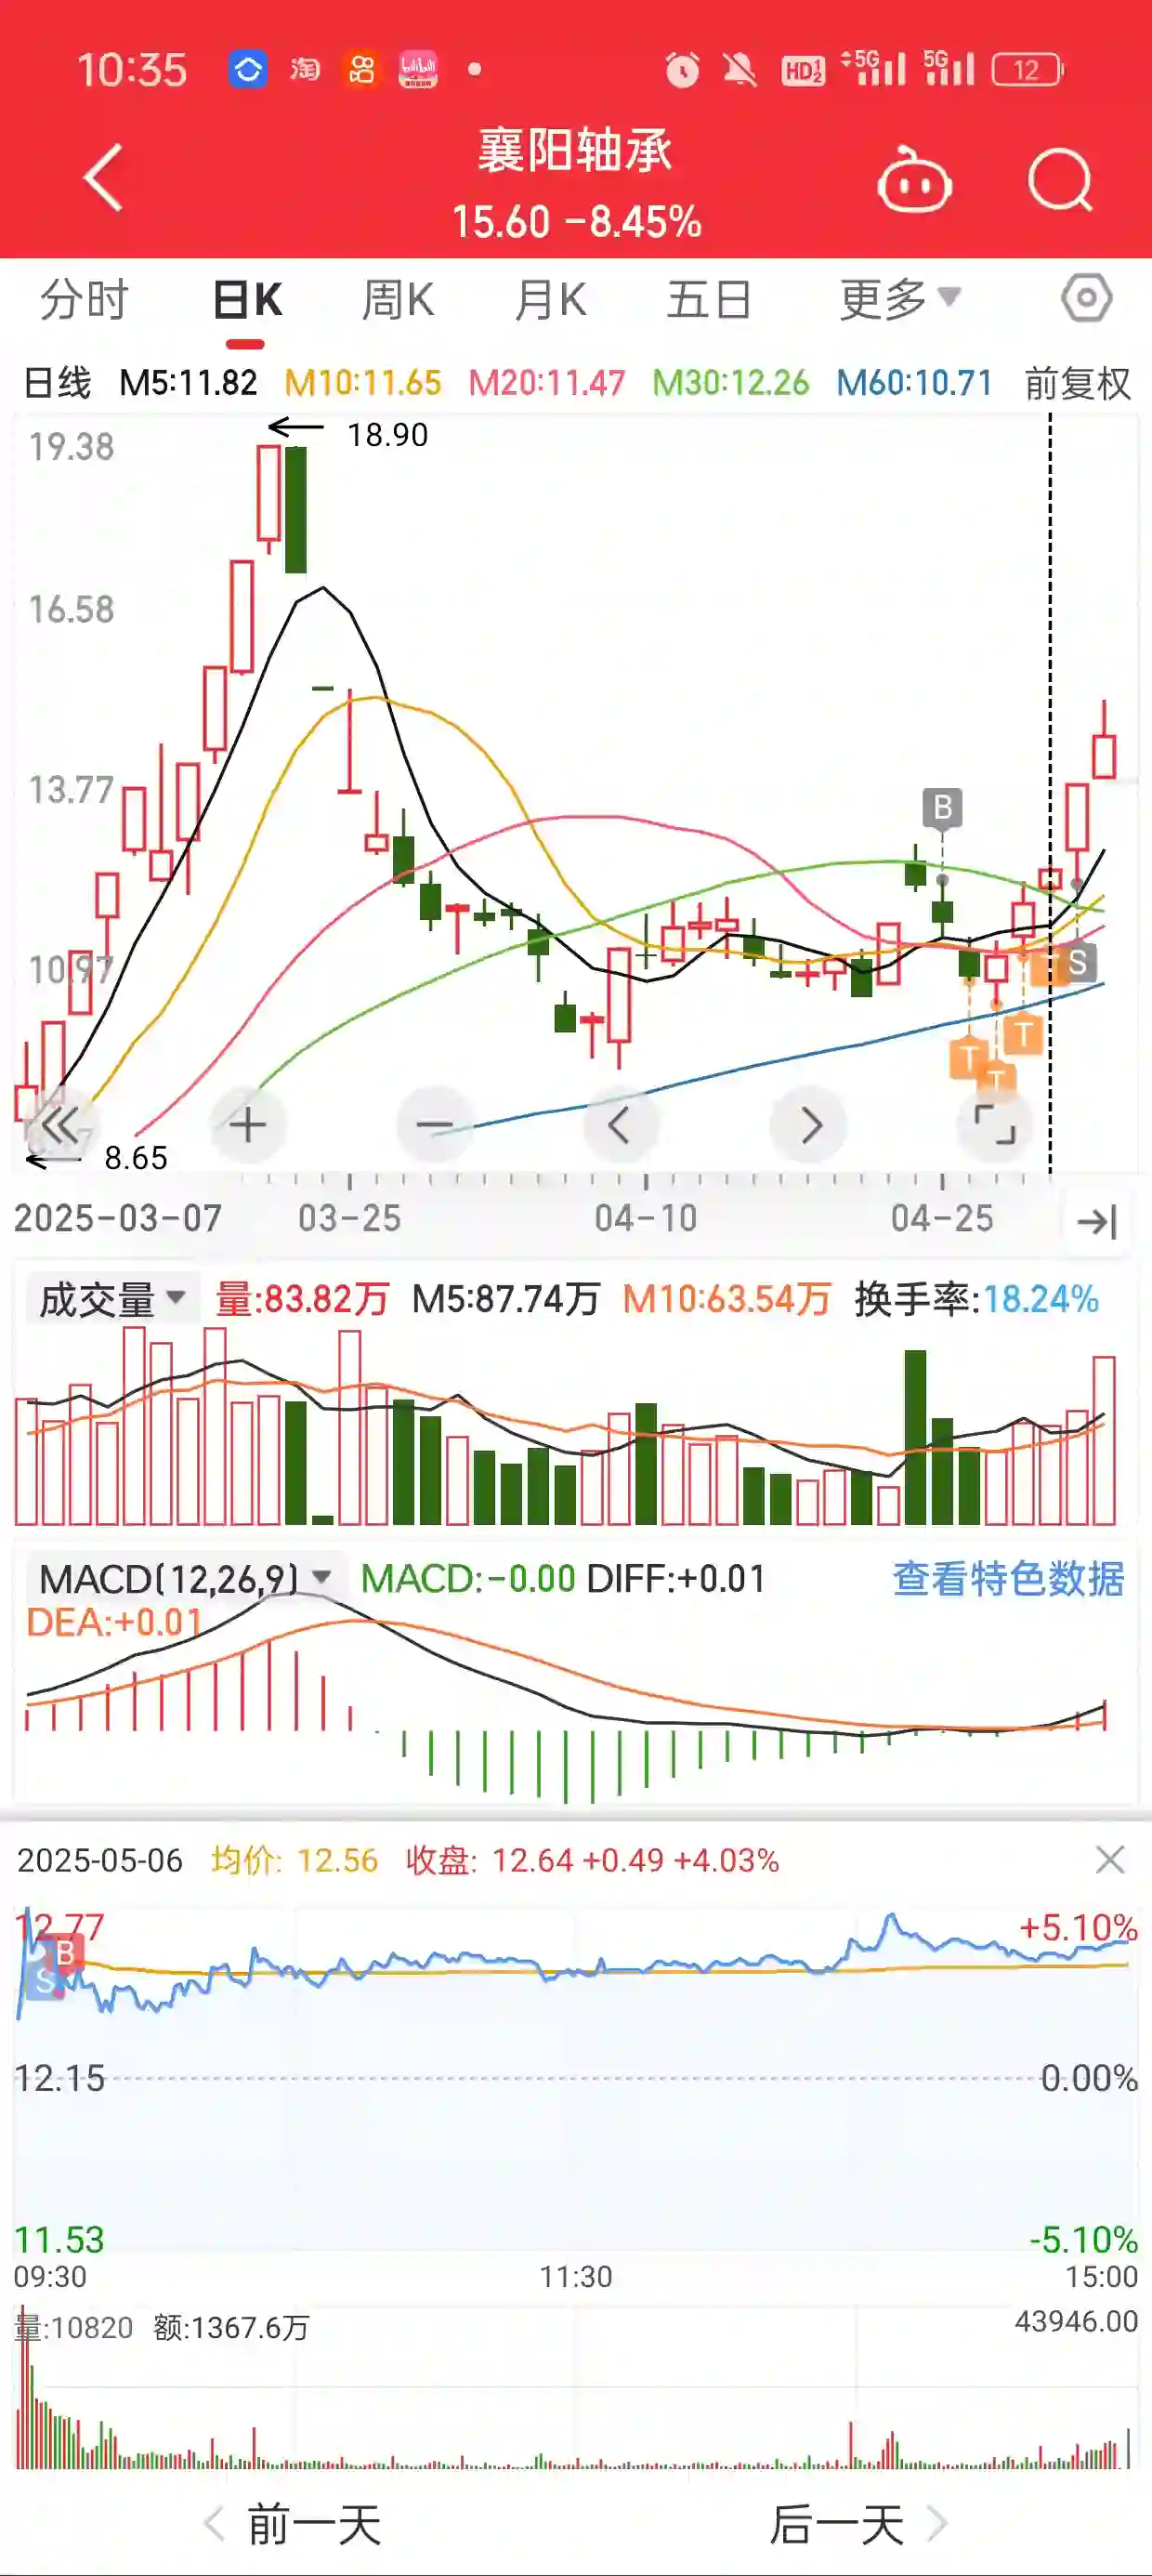 10:35 淘 bilibili HD 1 2 5G 5G 12
襄阳轴承
15.60 -8.45%
分时 日K 周K 月K 五日 更多
日线 M5:11.82 M10:11.65 M20:11.47 M30:12.26 M60:10.71 前复权
18.90
19.38
16.58
13.77
B
10.97
S
T
T
T
8.65
2025-03-07 03-25 04-10 04-25
成交量 量:83.82万 M5:87.74万 M10:63.54万 换手率:18.24%
MACD(12,26,9) MACD:-0.00 DIFF:+0.01 查看特色数据
DEA:+0.01
2025-05-06 均价: 12.56 收盘: 12.64 +0.49 +4.03%
12.77 +5.10%
B
S
12.15 0.00%
11.53 -5.10%
09:30 11:30 15:00
量:10820 额:1367.6万 43946.00
前一天 后一天